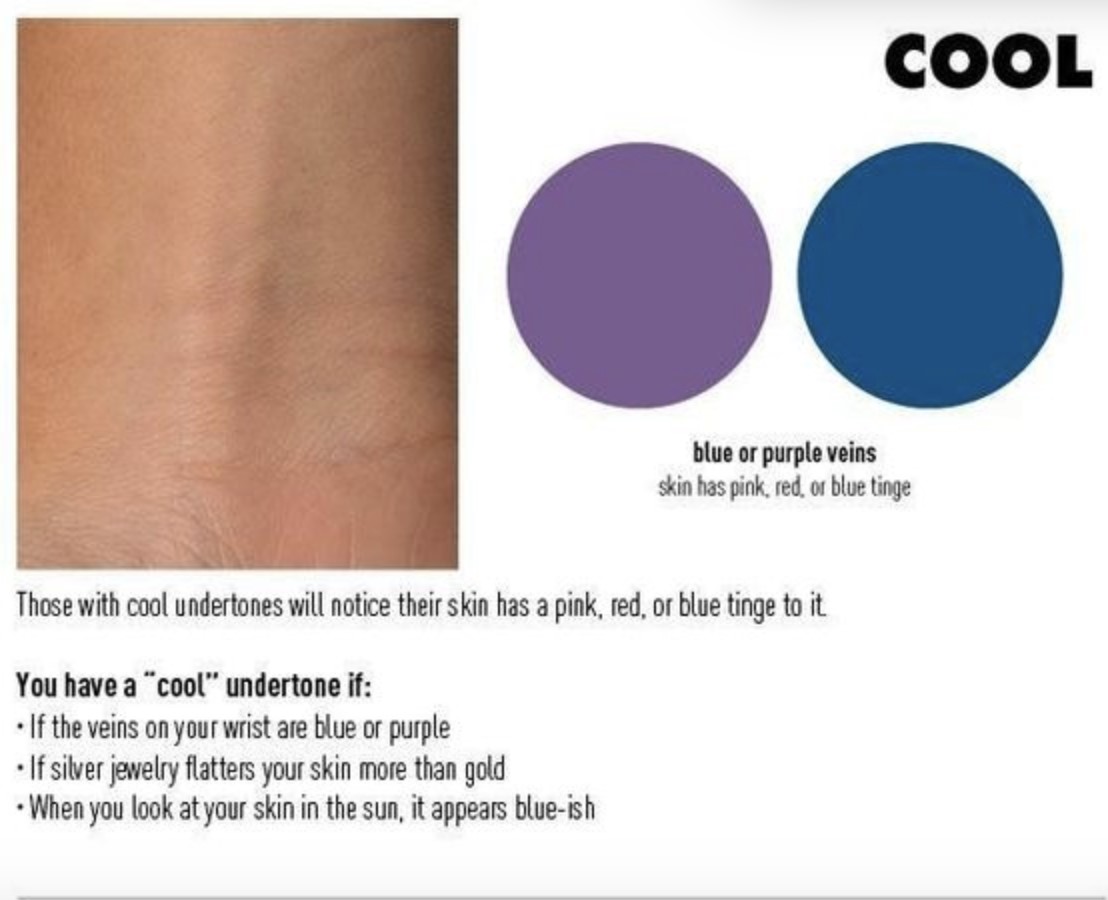 COOL
blue or purple veins
skin has pink, red, or blue tinge
Those with cool undertones will notice their skin has a pink, red, or blue tinge to it.
You have a “cool” undertone if:
· If the veins on your wrist are blue or purple
· If silver jewelry flatters your skin more than gold
· When you look at your skin in the sun, it appears blue-ish